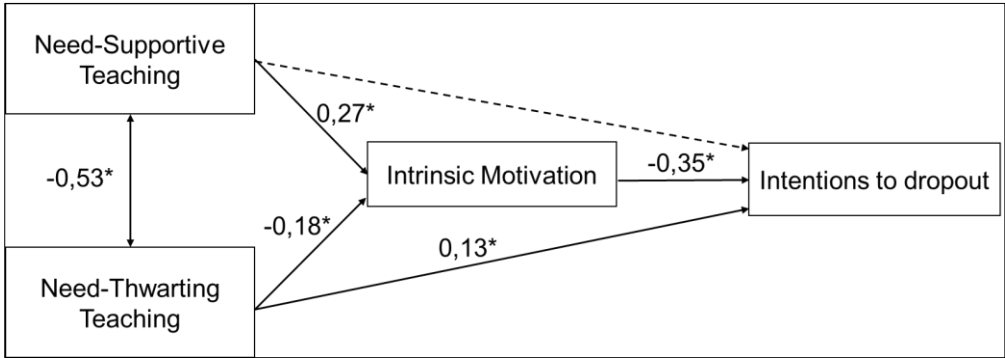 Need-Supportive
Teaching
0,27*
-0,53*
Intrinsic Motivation
-0,35*
Intentions to dropout
-0,18*
0,13*
Need-Thwarting
Teaching